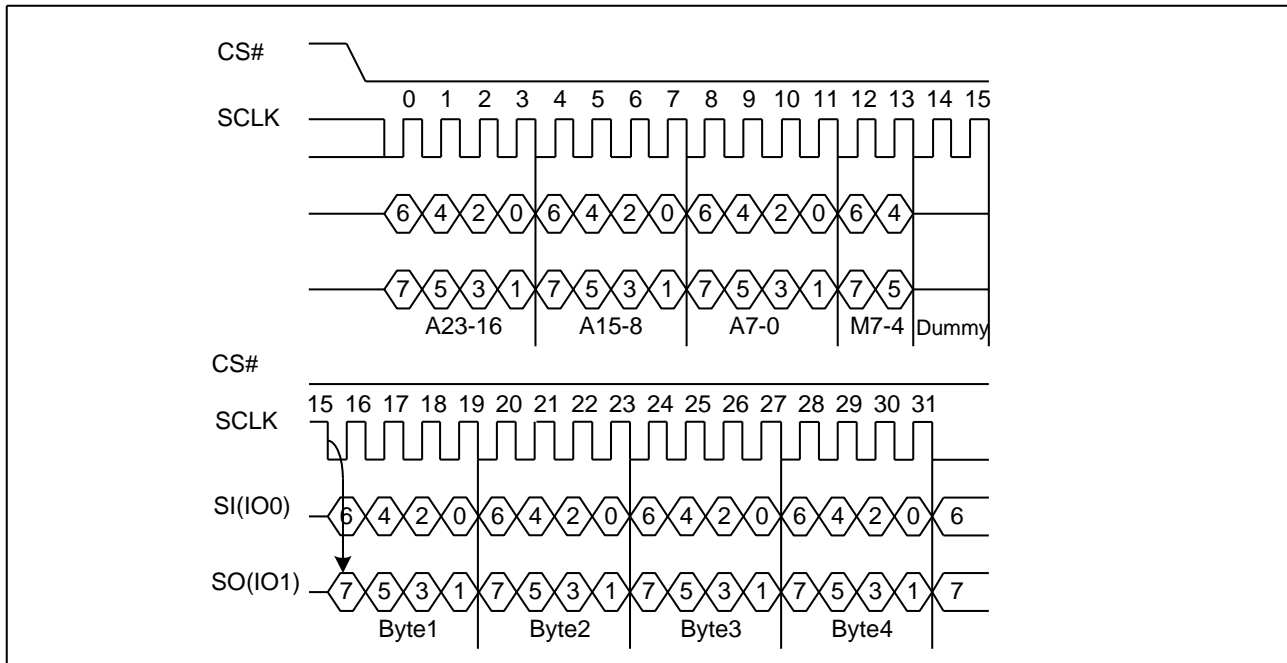 CS#
0 1 2 3 4 5 6 7 8 9 10 11 12 13 14 15
SCLK
6 4 2 0 6 4 2 0 6 4 2 0 6 4
7 5 3 1 7 5 3 1 7 5 3 1 7 5
A23-16 A15-8 A7-0 M7-4 Dummy
CS#
15 16 17 18 19 20 21 22 23 24 25 26 27 28 29 30 31
SCLK
SI(IO0) 6 4 2 0 6 4 2 0 6 4 2 0 6 4 2 0 6
SO(IO1) 7 5 3 1 7 5 3 1 7 5 3 1 7 5 3 1 7
Byte1 Byte2 Byte3 Byte4